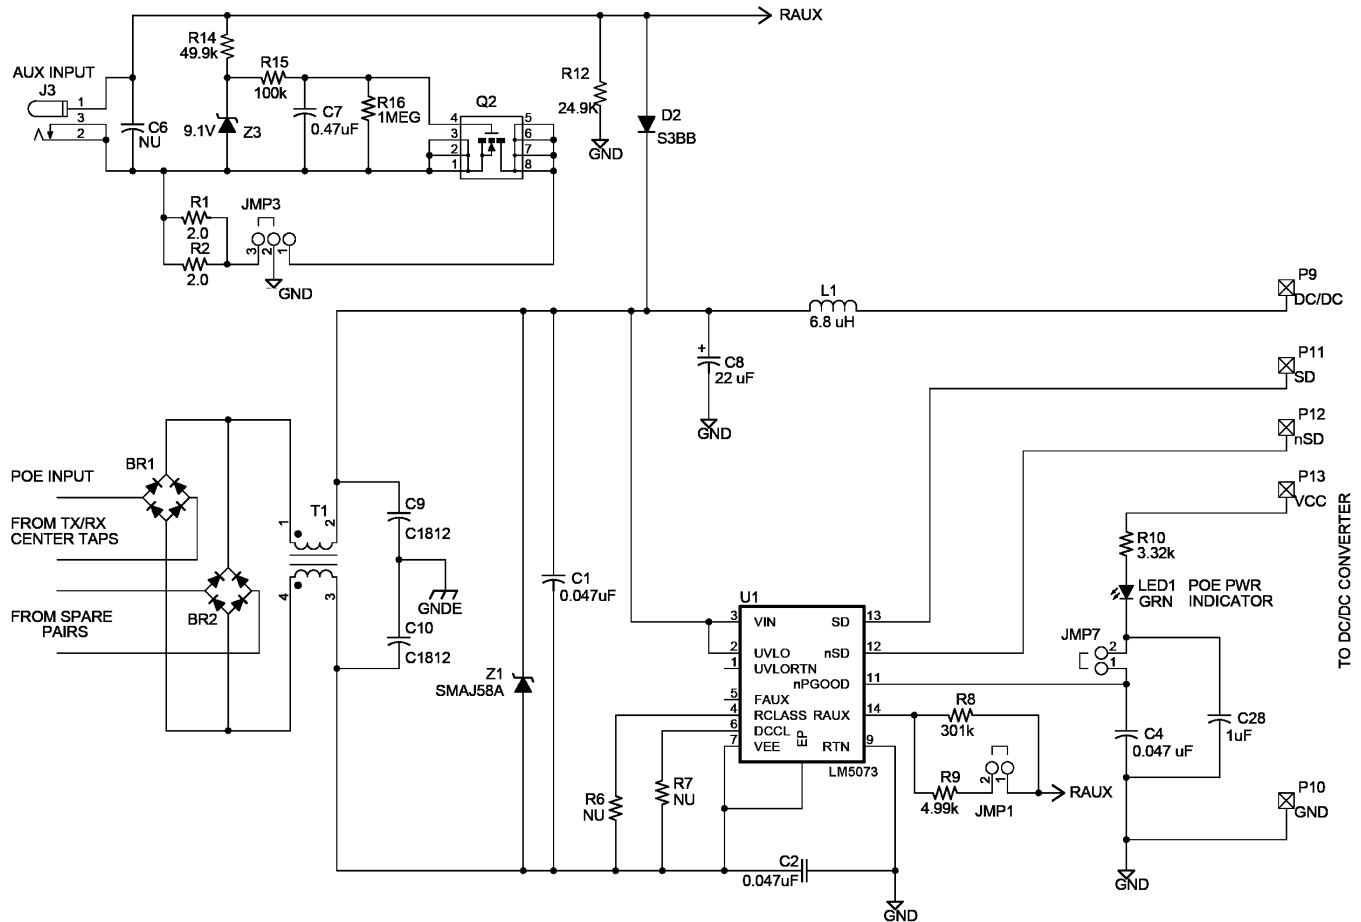 RAUX
R14
49.9k
AUX INPUT
J3
1
3
2
C6
NU
9.1V
Z3
R15
100k
C7
0.47uF
R16
1MEG
Q2
4
3
2
1
5
6
7
8
R12
24.9K
GND
D2
S3BB
R1
2.0
R2
2.0
JMP3
3
2
1
GND
L1
6.8 uH
P9
DC/DC
+
C8
22 uF
GND
P11
SD
P12
nSD
P13
VCC
POE INPUT
BR1
FROM TX/RX
CENTER TAPS
FROM SPARE
PAIRS
BR2
T1
1
2
4
3
C9
C1812
GNDE
C10
C1812
C1
0.047uF
Z1
SMAJ58A
U1
3
VIN
2
UVLO
1
UVLORTN
5
FAUX
4
RCLASS
6
DCCL
7
VEE
EP
SD
13
nSD
12
nPGOOD
11
RAUX
14
RTN
9
LM5073
R6
NU
R7
NU
C2
0.047uF
GND
R8
301k
R9
4.99k
2
1
JMP1
RAUX
R10
3.32k
LED1
GRN
POE PWR
INDICATOR
JMP7
2
1
C4
0.047 uF
C28
1uF
P10
GND
GND
TO DC/DC CONVERTER